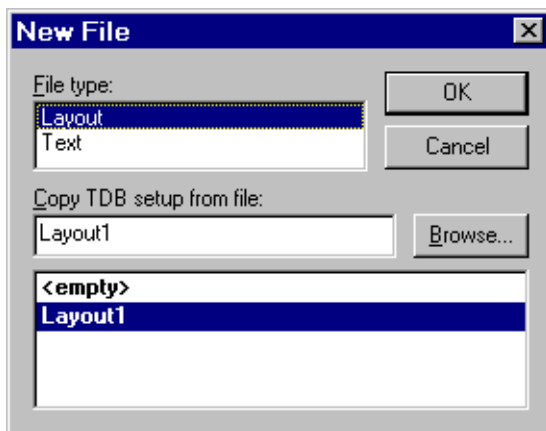 New File
File type:
Layout
Text
OK
Cancel
Copy TDB setup from file:
Layout1
Browse...
<empty>
Layout1